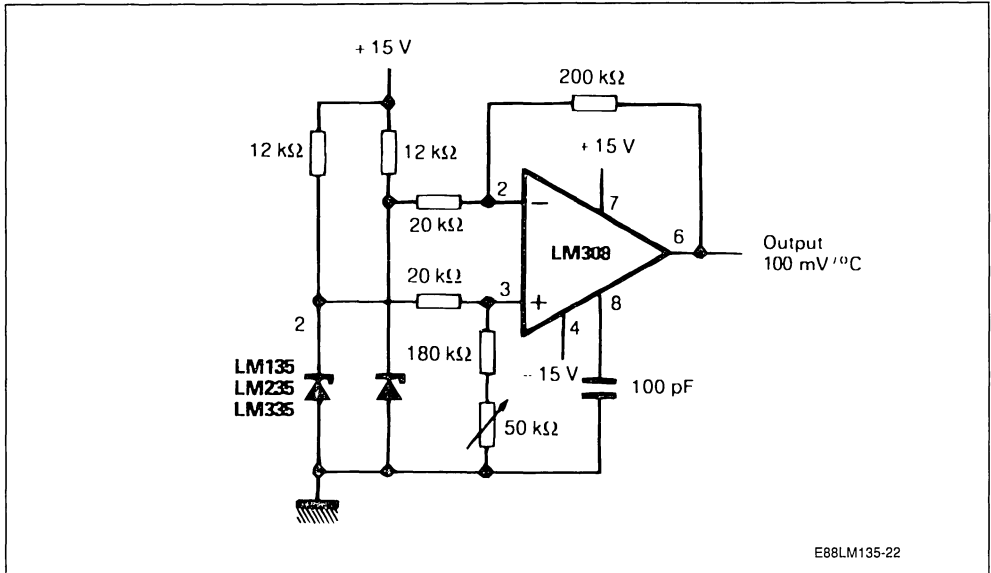 + 15 V
200 kΩ
12 kΩ
12 kΩ
+ 15 V
2
7
20 kΩ
−
LM308
6
Output
100 mV/°C
20 kΩ
3
+
8
2
4
180 kΩ
- 15 V
LM135
LM235
LM335
100 pF
50 kΩ
E88LM135-22